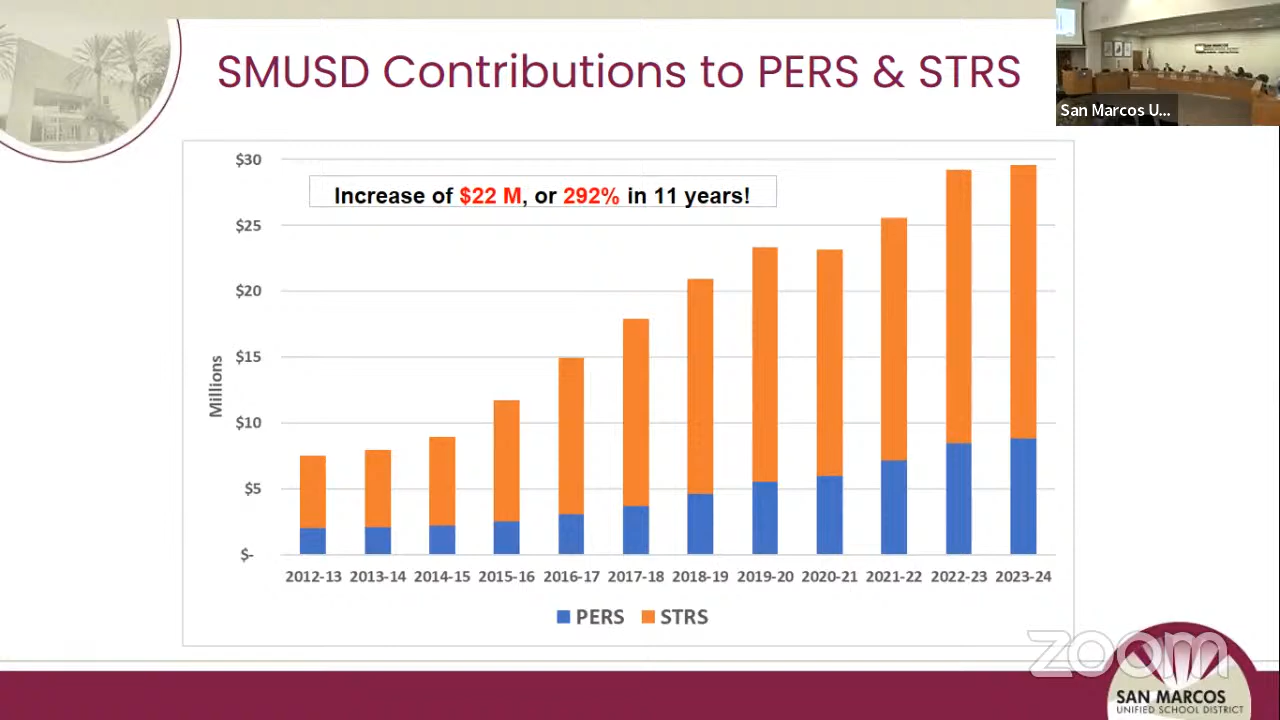 SMUSD Contributions to PERS & STRS
San Marcos U...
Increase of $22 M, or 292% in 11 years!
Millions
$30
$25
$20
$15
$10
$5
$-
2012-13 2013-14 2014-15 2015-16 2016-17 2017-18 2018-19 2019-20 2020-21 2021-22 2022-23 2023-24
PERS STRS
zoom
SAN MARCOS
UNIFIED SCHOOL DISTRICT